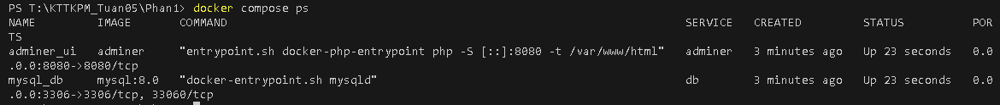 PS T:\KTTKPM_Tuan05\Phan1> docker compose ps
NAME IMAGE COMMAND SERVICE CREATED STATUS POR
TS
adminer_ui adminer "entrypoint.sh docker-php-entrypoint php -S [::]:8080 -t /var/www/html" adminer 3 minutes ago Up 23 seconds 0.0
.0.0:8080->8080/tcp
mysql_db mysql:8.0 "docker-entrypoint.sh mysqld" db 3 minutes ago Up 23 seconds 0.0
.0.0:3306->3306/tcp, 33060/tcp